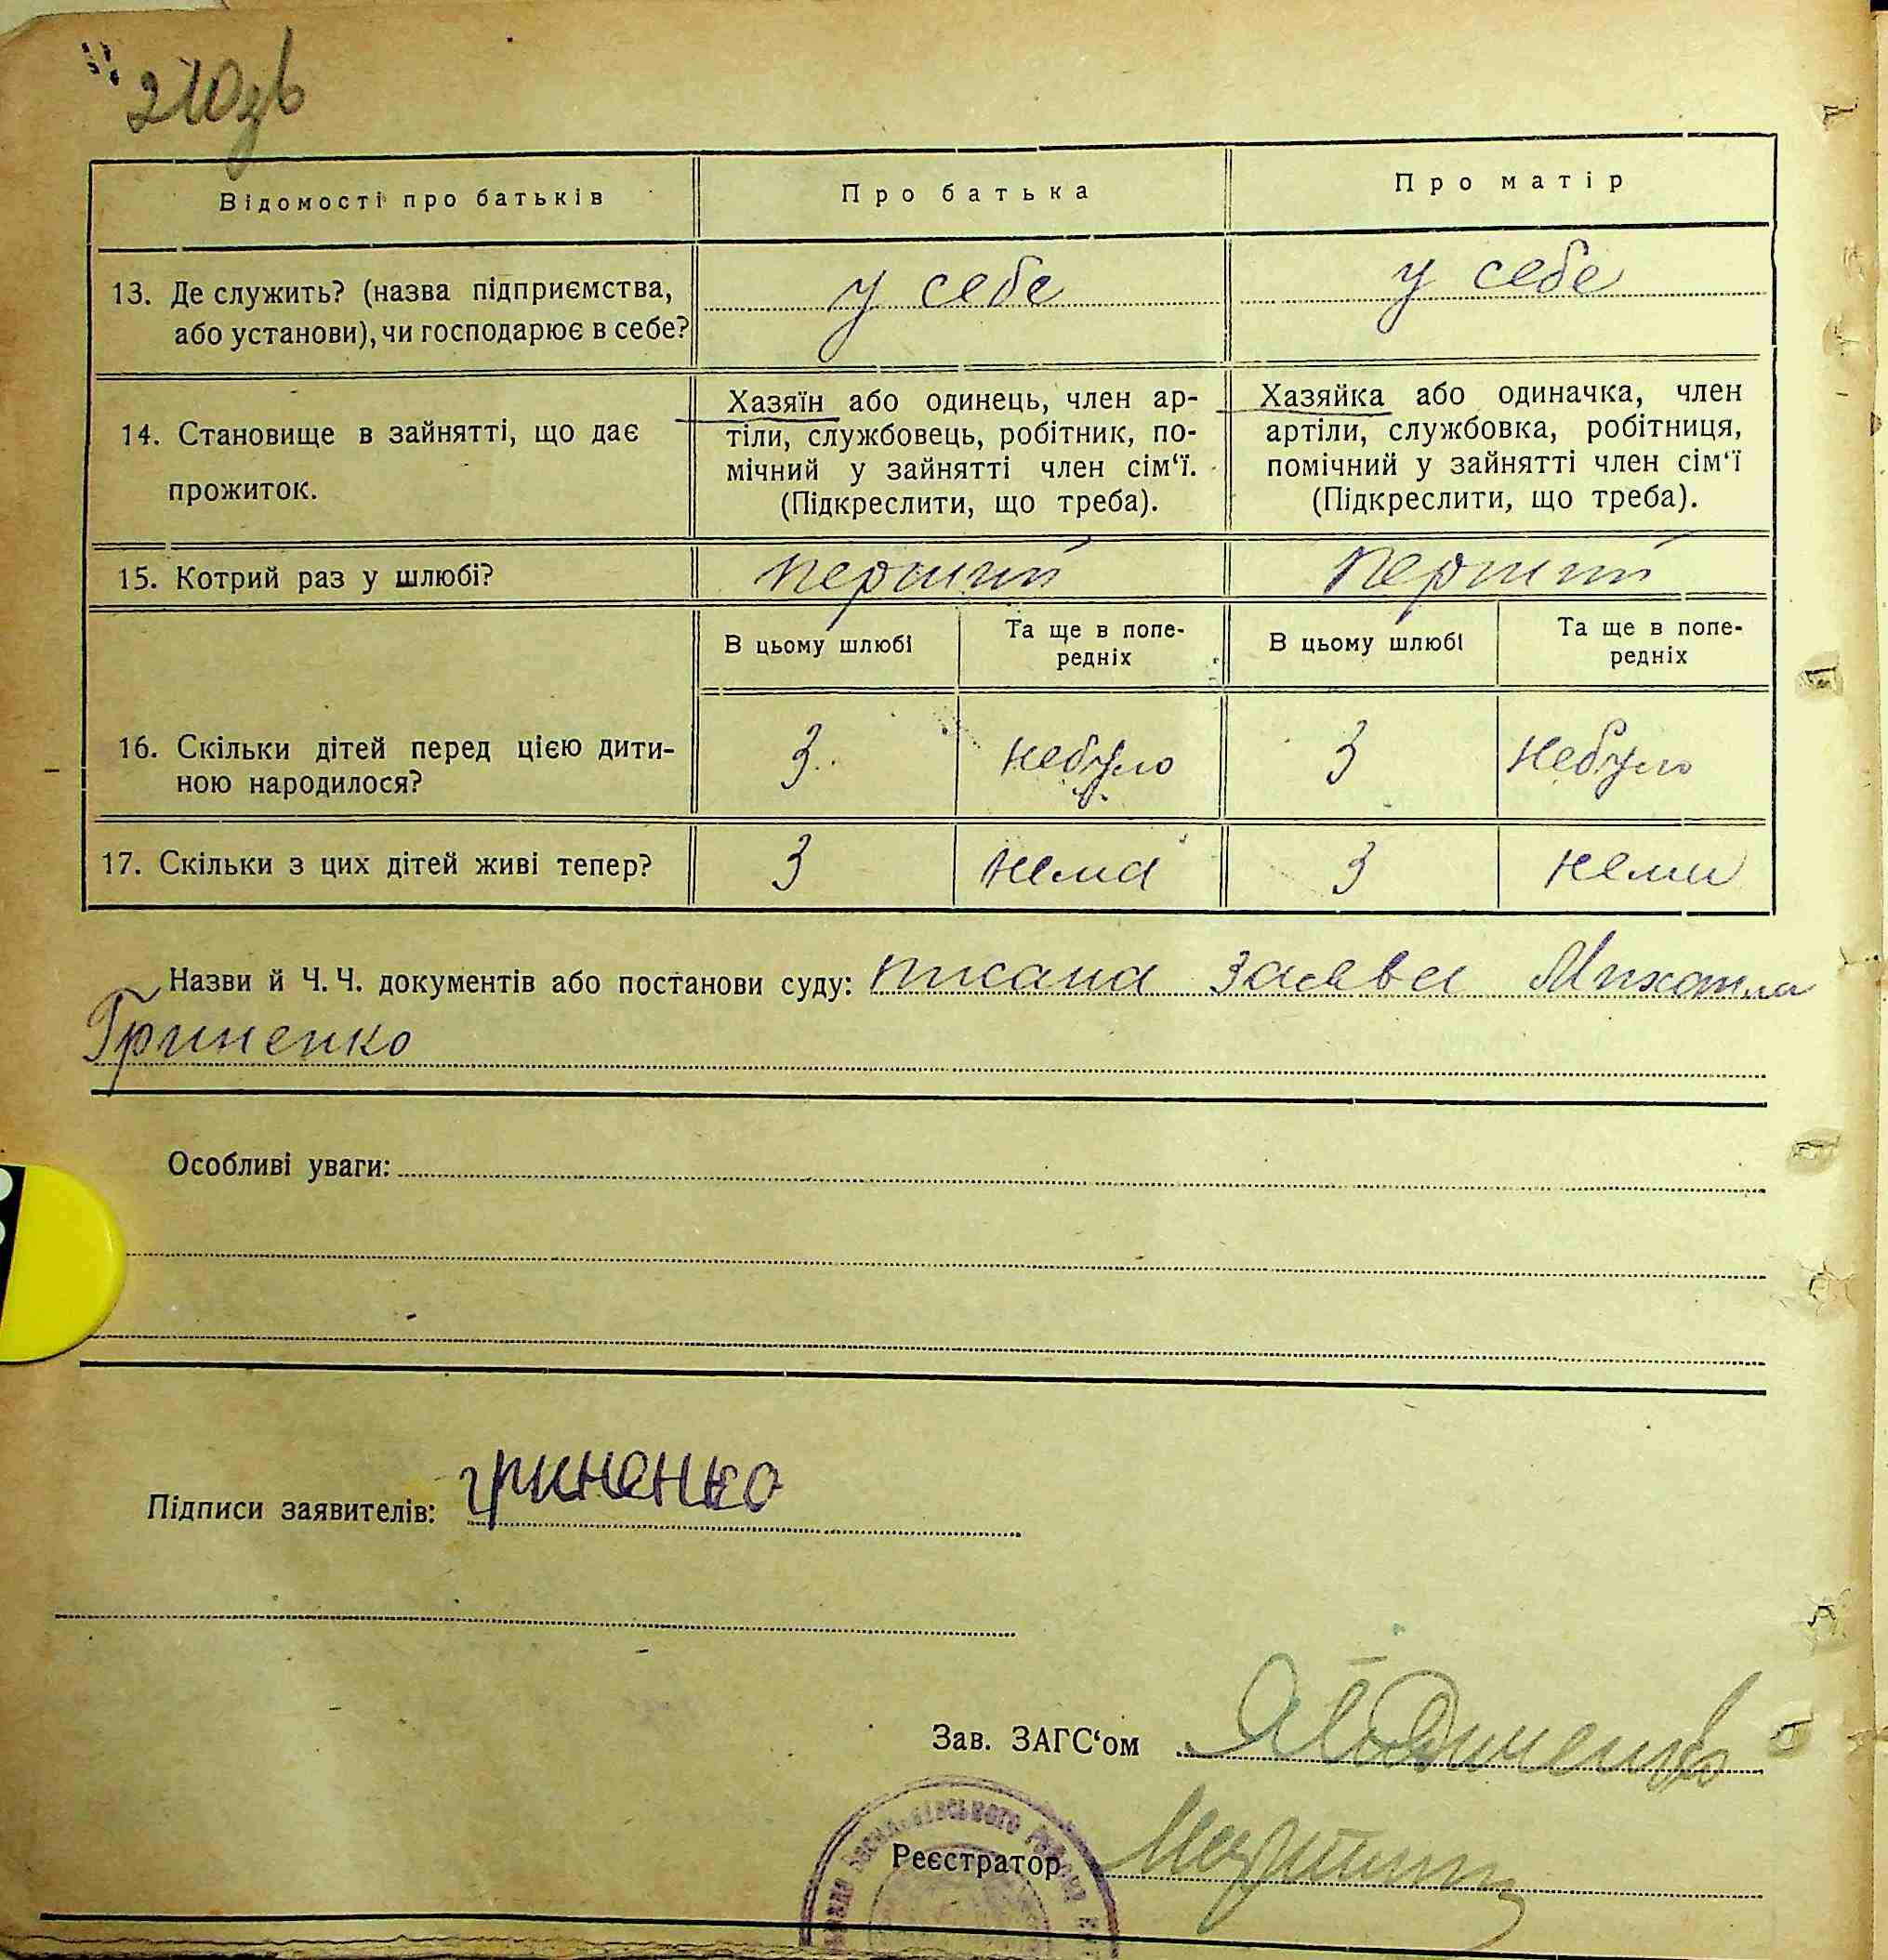 210зв
Відомості про батьків
Про батька
Про матір
13. Де служить? (назва підприємства,
або установи), чи господарює в себе?
у себе
у себе
14. Становище в зайнятті, що дає
прожиток.
Хазяїн або одинець, член ар-
тіли, службовець, робітник, по-
мічний у зайнятті член сім‘ї.
(Підкреслити, що треба).
Хазяйка або одиначка, член
артіли, службовка, робітниця,
помічний у зайнятті член сім‘ї
(Підкреслити, що треба).
15. Котрий раз у шлюбі?
перший
перший
В цьому шлюбі
Та ще в попе-
редніх
В цьому шлюбі
Та ще в попе-
редніх
16. Скільки дітей перед цією дити-
ною народилося?
3
небуло
3
небуло
17. Скільки з цих дітей живі тепер?
3
нема
3
нема
Назви й Ч. Ч. документів або постанови суду: писана заява Михаила
Гриненко
Особливі уваги:
Підписи заявителів: гриненко
Зав. ЗАГС‘ом
Реєстратор